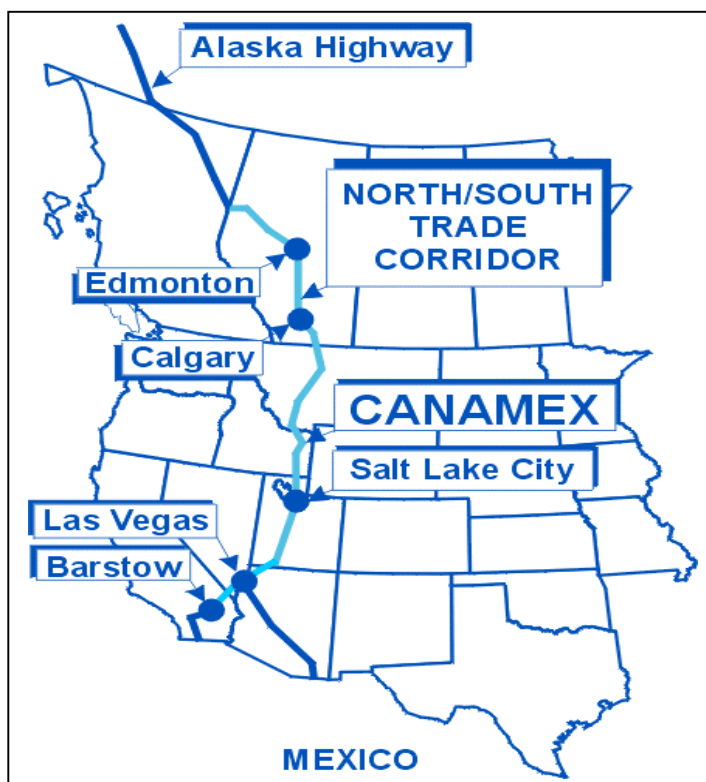 Alaska Highway
NORTH/SOUTH
TRADE
CORRIDOR
Edmonton
Calgary
CANAMEX
Salt Lake City
Las Vegas
Barstow
MEXICO